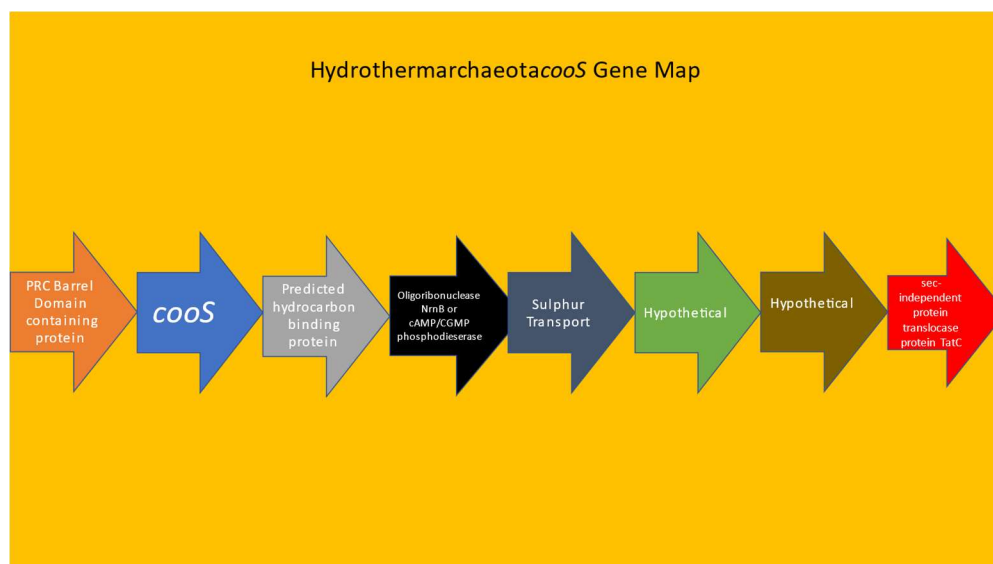 HydrothermarchaeotacooS Gene Map
PRC Barrel
Domain
containing
protein
cooS
Predicted
hydrocarbon
binding
protein
Oligoribonuclease
NrnB or
cAMP/CGMP
phosphodieserase
Sulphur
Transport
Hypothetical
Hypothetical
sec-
independent
protein
translocase
protein TatC